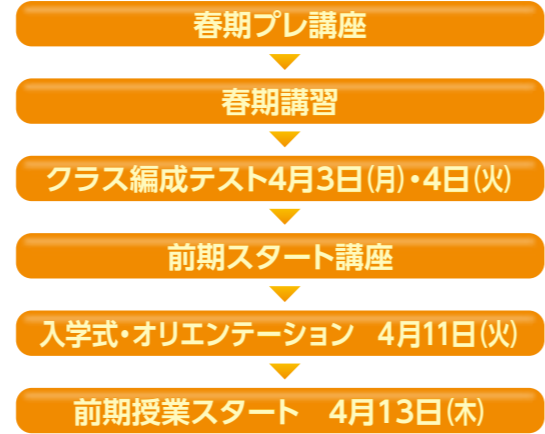 春期プレ講座
春期講習
クラス編成テスト4月3日(月)・4日(火)
前期スタート講座
入学式・オリエンテーション　4月11日(火)
前期授業スタート　4月13日(木)